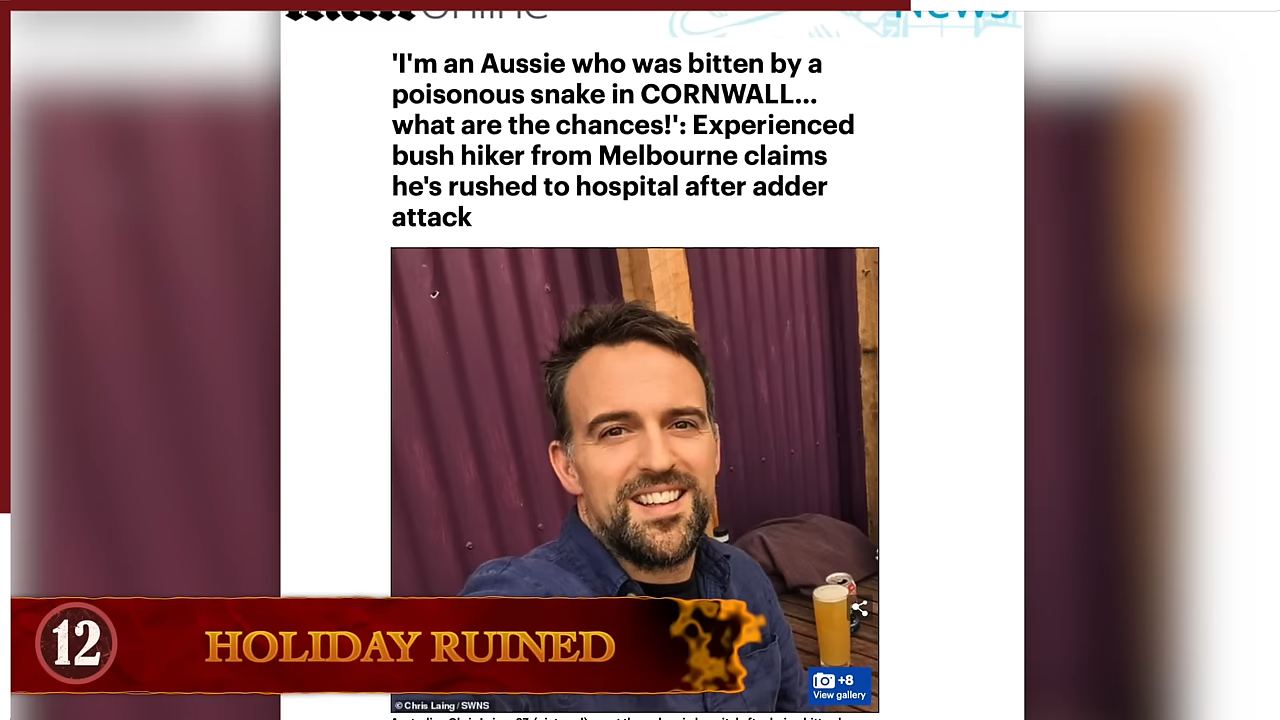 News
'I'm an Aussie who was bitten by a
poisonous snake in CORNWALL...
what are the chances!': Experienced
bush hiker from Melbourne claims
he's rushed to hospital after adder
attack
+8
View gallery
12
HOLIDAY RUINED
© Chris Laing / SWNS